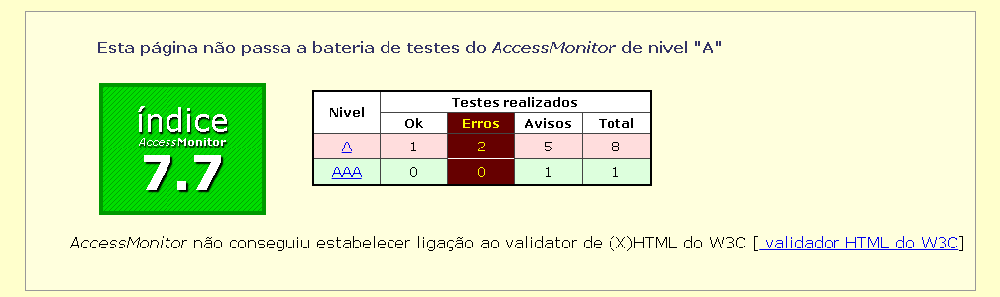 Esta página não passa a bateria de testes do AccessMonitor de nivel "A"
índice
AccessMonitor
7.7
Nivel Testes realizados
Ok Erros Avisos Total
A 1 2 5 8
AAA 0 0 1 1
AccessMonitor não conseguiu estabelecer ligação ao validator de (X)HTML do W3C [ validador HTML do W3C]